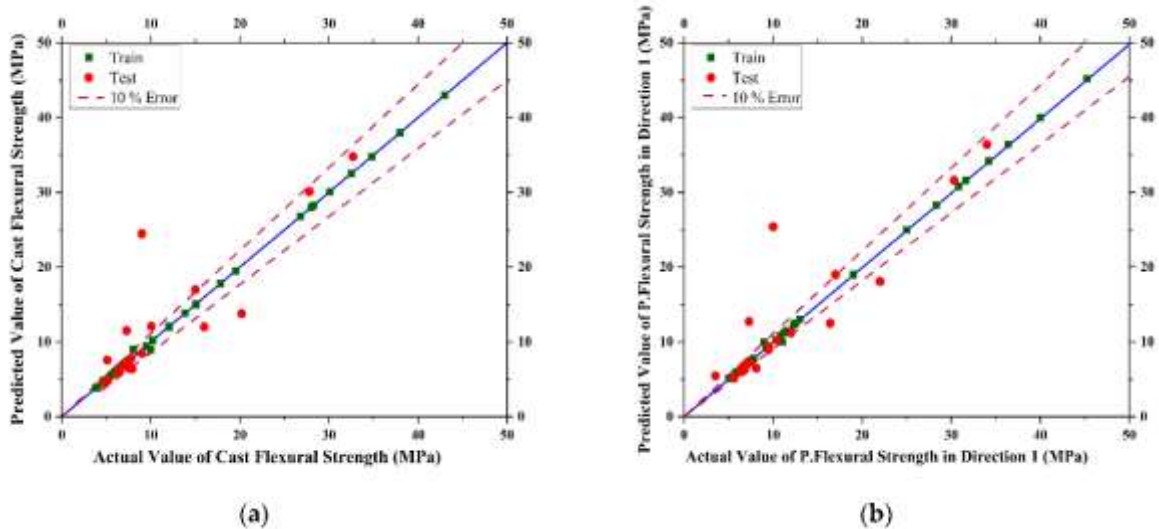 0 10 20 30 40 50
50 50
40 40
30 30
20 20
10 10
0 0
0 10 20 30 40 50
Train
Test
10 % Error
Predicted Value of Cast Flexural Strength (MPa)
Actual Value of Cast Flexural Strength (MPa)
(a)
0 10 20 30 40 50
50 50
40 40
30 30
20 20
10 10
0 0
0 10 20 30 40 50
Train
Test
10 % Error
Predicted Value of P.Flexural Strength in Direction 1 (MPa)
Actual Value of P.Flexural Strength in Direction 1 (MPa)
(b)